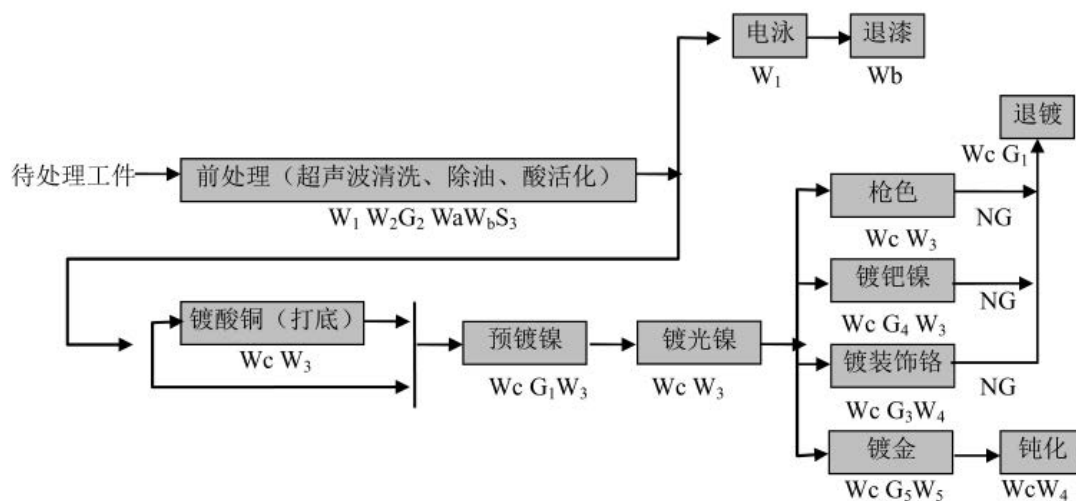 电泳
退漆
W₁
Wb
退镀
Wc G₁
待处理工件
前处理（超声波清洗、除油、酸活化）
W₁ W₂G₂ WaW_bS₃
枪色
NG
Wc W₃
镀钯镍
NG
Wc G₄ W₃
镀酸铜（打底）
Wc W₃
预镀镍
Wc G₁W₃
镀光镍
Wc W₃
镀装饰铬
NG
Wc G₃W₄
镀金
钝化
Wc G₅W₅
WcW₄